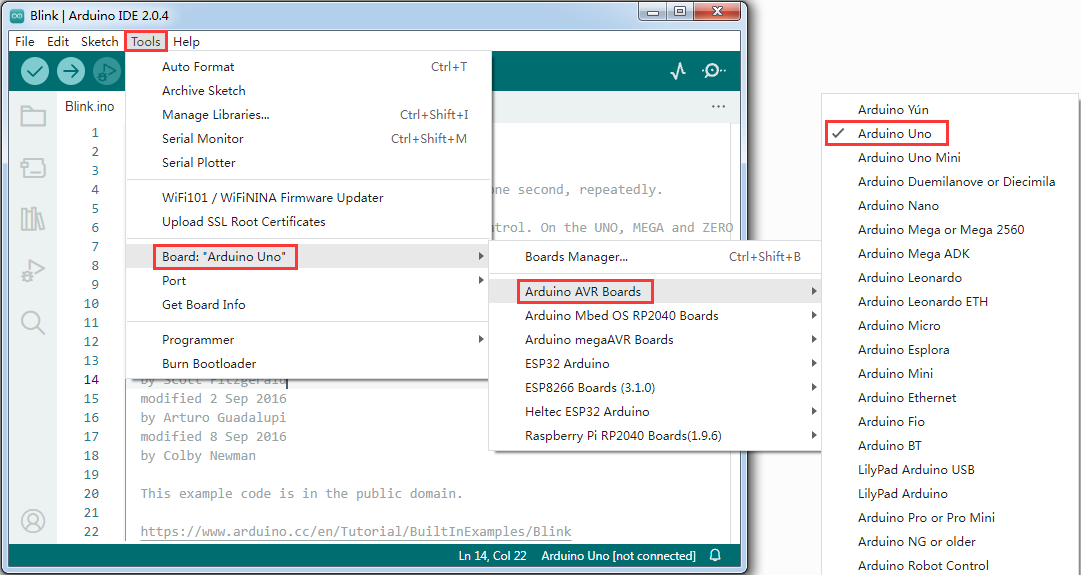 Blink | Arduino IDE 2.0.4
File Edit Sketch Tools Help
Auto Format Ctrl+T
Archive Sketch
Manage Libraries... Ctrl+Shift+I
Serial Monitor Ctrl+Shift+M
Serial Plotter
WiFi101 / WiFiNINA Firmware Updater
Upload SSL Root Certificates
Board: "Arduino Uno"
Port
Get Board Info
Programmer
Burn Bootloader
Boards Manager... Ctrl+Shift+B
Arduino AVR Boards
Arduino Mbed OS RP2040 Boards
Arduino megaAVR Boards
ESP32 Arduino
ESP8266 Boards (3.1.0)
Heltec ESP32 Arduino
Raspberry Pi RP2040 Boards(1.9.6)
Arduino Yún
Arduino Uno
Arduino Uno Mini
Arduino Duemilanove or Diecimila
Arduino Nano
Arduino Mega or Mega 2560
Arduino Mega ADK
Arduino Leonardo
Arduino Leonardo ETH
Arduino Micro
Arduino Esplora
Arduino Mini
Arduino Ethernet
Arduino Fio
Arduino BT
LilyPad Arduino USB
LilyPad Arduino
Arduino Pro or Pro Mini
Arduino NG or older
Arduino Robot Control
Blink.ino
1
2
3
4 one second, repeatedly.
5
6 On the UNO, MEGA and ZERO
7
8
9
10
11
12
13
14 by Scott Fitzgerald
15 modified 2 Sep 2016
16 by Arturo Guadalupi
17 modified 8 Sep 2016
18 by Colby Newman
19
20 This example code is in the public domain.
21
22 https://www.arduino.cc/en/Tutorial/BuiltInExamples/Blink
Ln 14, Col 22 Arduino Uno [not connected]